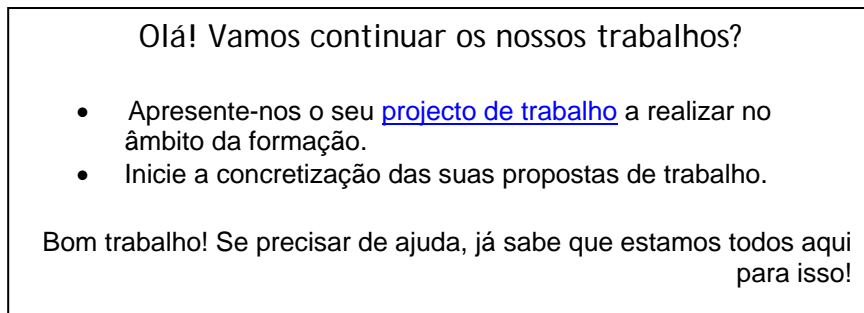 Olá! Vamos continuar os nossos trabalhos?
• Apresente-nos o seu projecto de trabalho a realizar no
âmbito da formação.
• Inicie a concretização das suas propostas de trabalho.
Bom trabalho! Se precisar de ajuda, já sabe que estamos todos aqui
para isso!